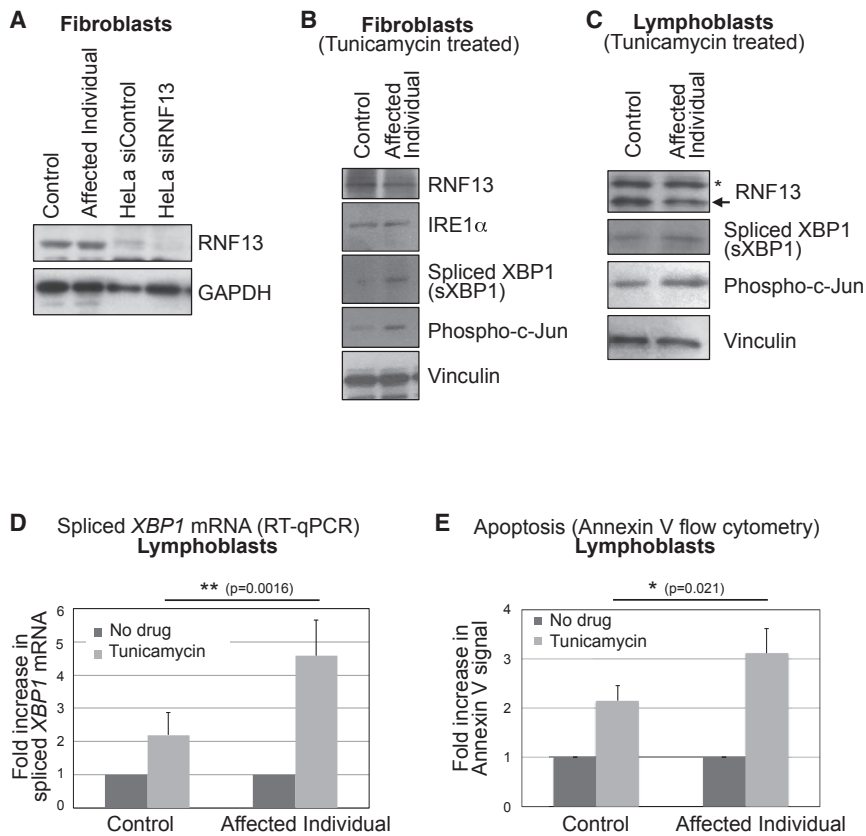 A Fibroblasts
Control
Affected Individual
HeLa siControl
HeLa siRNF13
RNF13
GAPDH
B Fibroblasts
(Tunicamycin treated)
Control
Affected
Individual
RNF13
IRE1α
Spliced XBP1
(sXBP1)
Phospho-c-Jun
Vinculin
C Lymphoblasts
(Tunicamycin treated)
Control
Affected
Individual
*
RNF13
Spliced XBP1
(sXBP1)
Phospho-c-Jun
Vinculin
D Spliced XBP1 mRNA (RT-qPCR)
Lymphoblasts
** (p=0.0016)
No drug
Tunicamycin
Fold increase in
spliced XBP1 mRNA
6
5
4
3
2
1
0
Control Affected Individual
E Apoptosis (Annexin V flow cytometry)
Lymphoblasts
* (p=0.021)
No drug
Tunicamycin
Fold increase in
Annexin V signal
4
3
2
1
0
Control Affected Individual